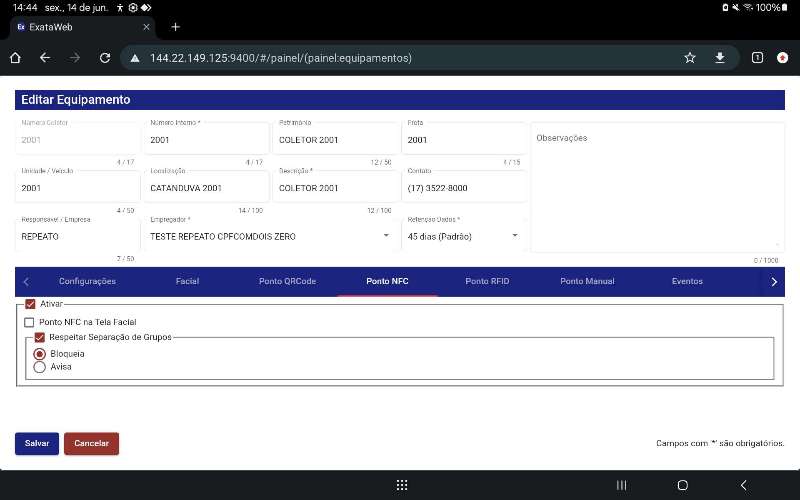 14:44 sex., 14 de jun. 100%
Ex ExataWeb
144.22.149.125:9400/#/painel/(painel:equipamentos) 1
Editar Equipamento
Número Coletor Número Interno * Patrimônio Frota
2001 2001 COLETOR 2001 2001 Observações
4 / 17 4 / 17 12 / 50 4 / 15
Unidade / Veículo Localização Descrição * Contato
2001 CATANDUVA 2001 COLETOR 2001 (17) 3522-8000
4 / 50 14 / 100 12 / 100
Responsável / Empresa Empregador * Retenção Dados *
REPEATO TESTE REPEATO CPFCOMDOIS ZERO 45 dias (Padrão)
7 / 50 0 / 1000
Configurações Facial Ponto QRCode Ponto NFC Ponto RFID Ponto Manual Eventos
Ativar
Ponto NFC na Tela Facial
Respeitar Separação de Grupos
Bloqueia
Avisa
Salvar Cancelar Campos com '*' são obrigatórios.